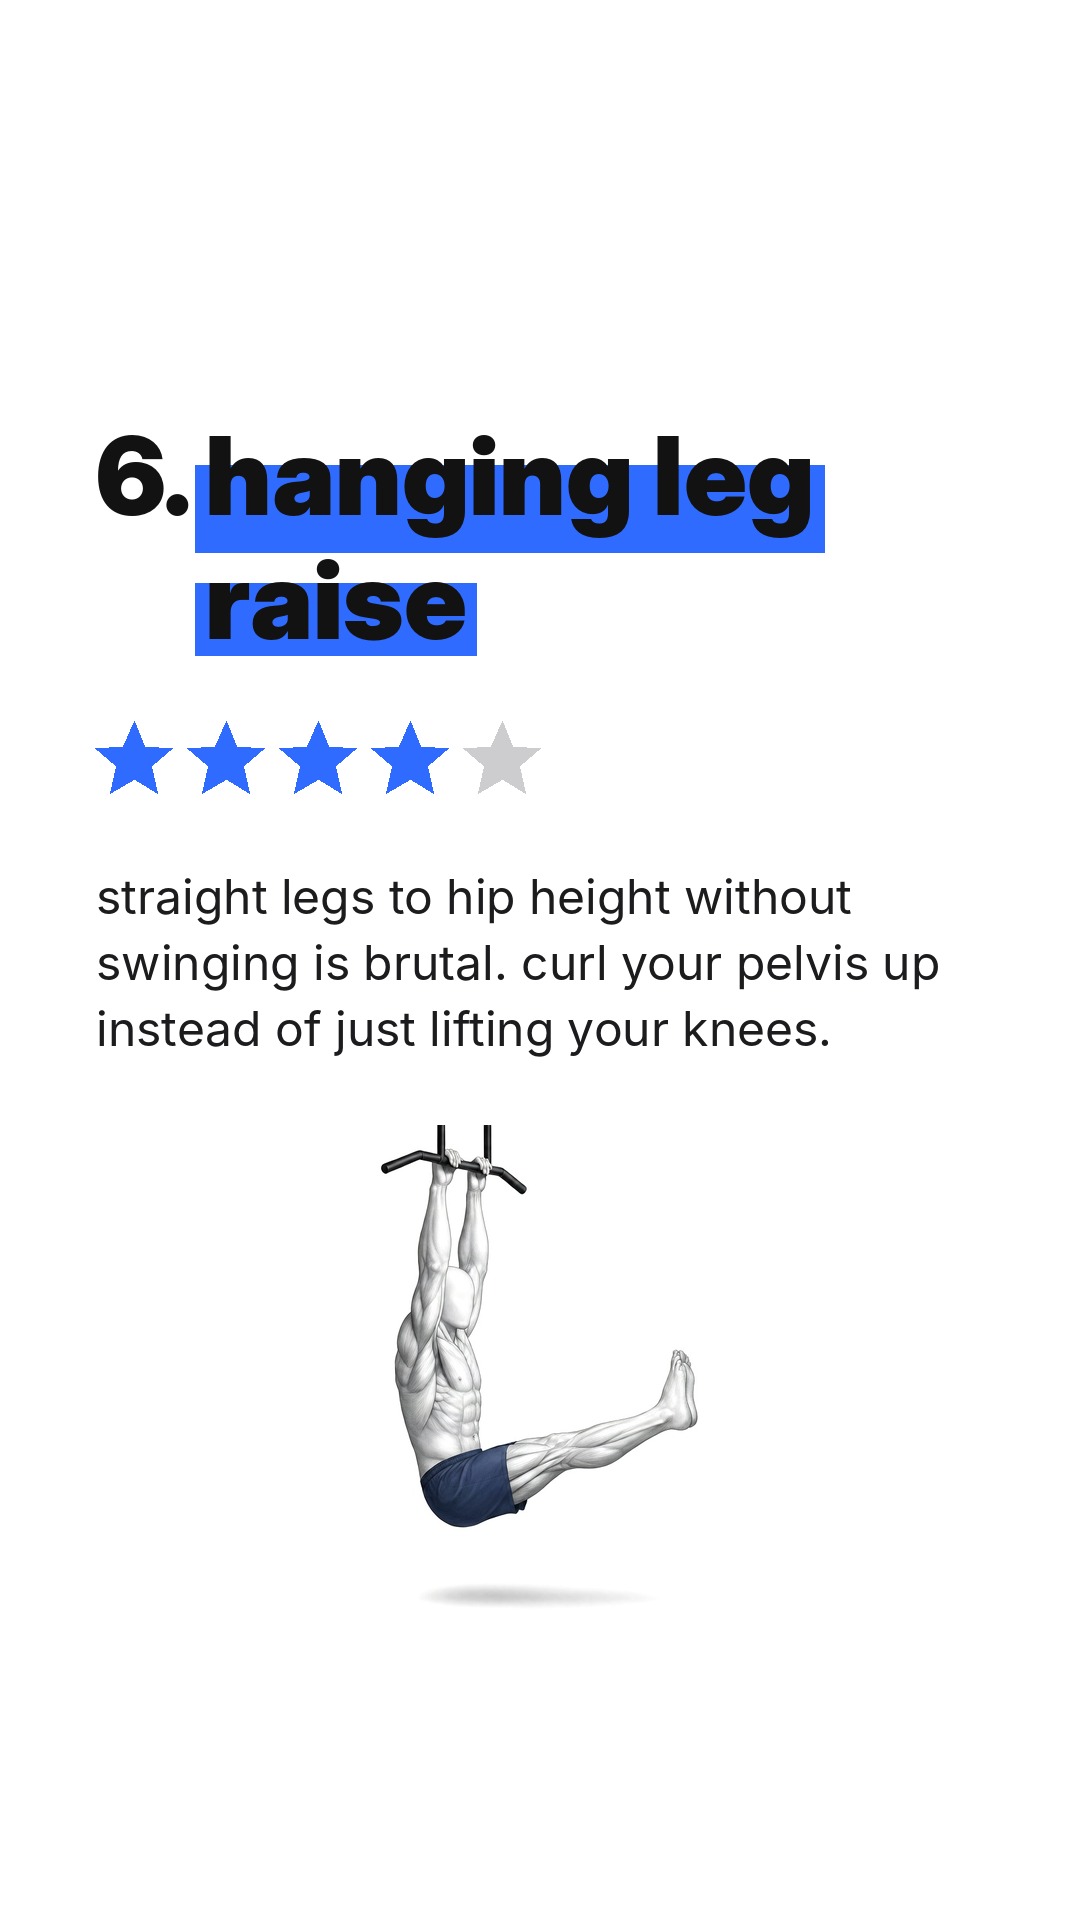 6. hanging leg
raise
straight legs to hip height without
swinging is brutal. curl your pelvis up
instead of just lifting your knees.